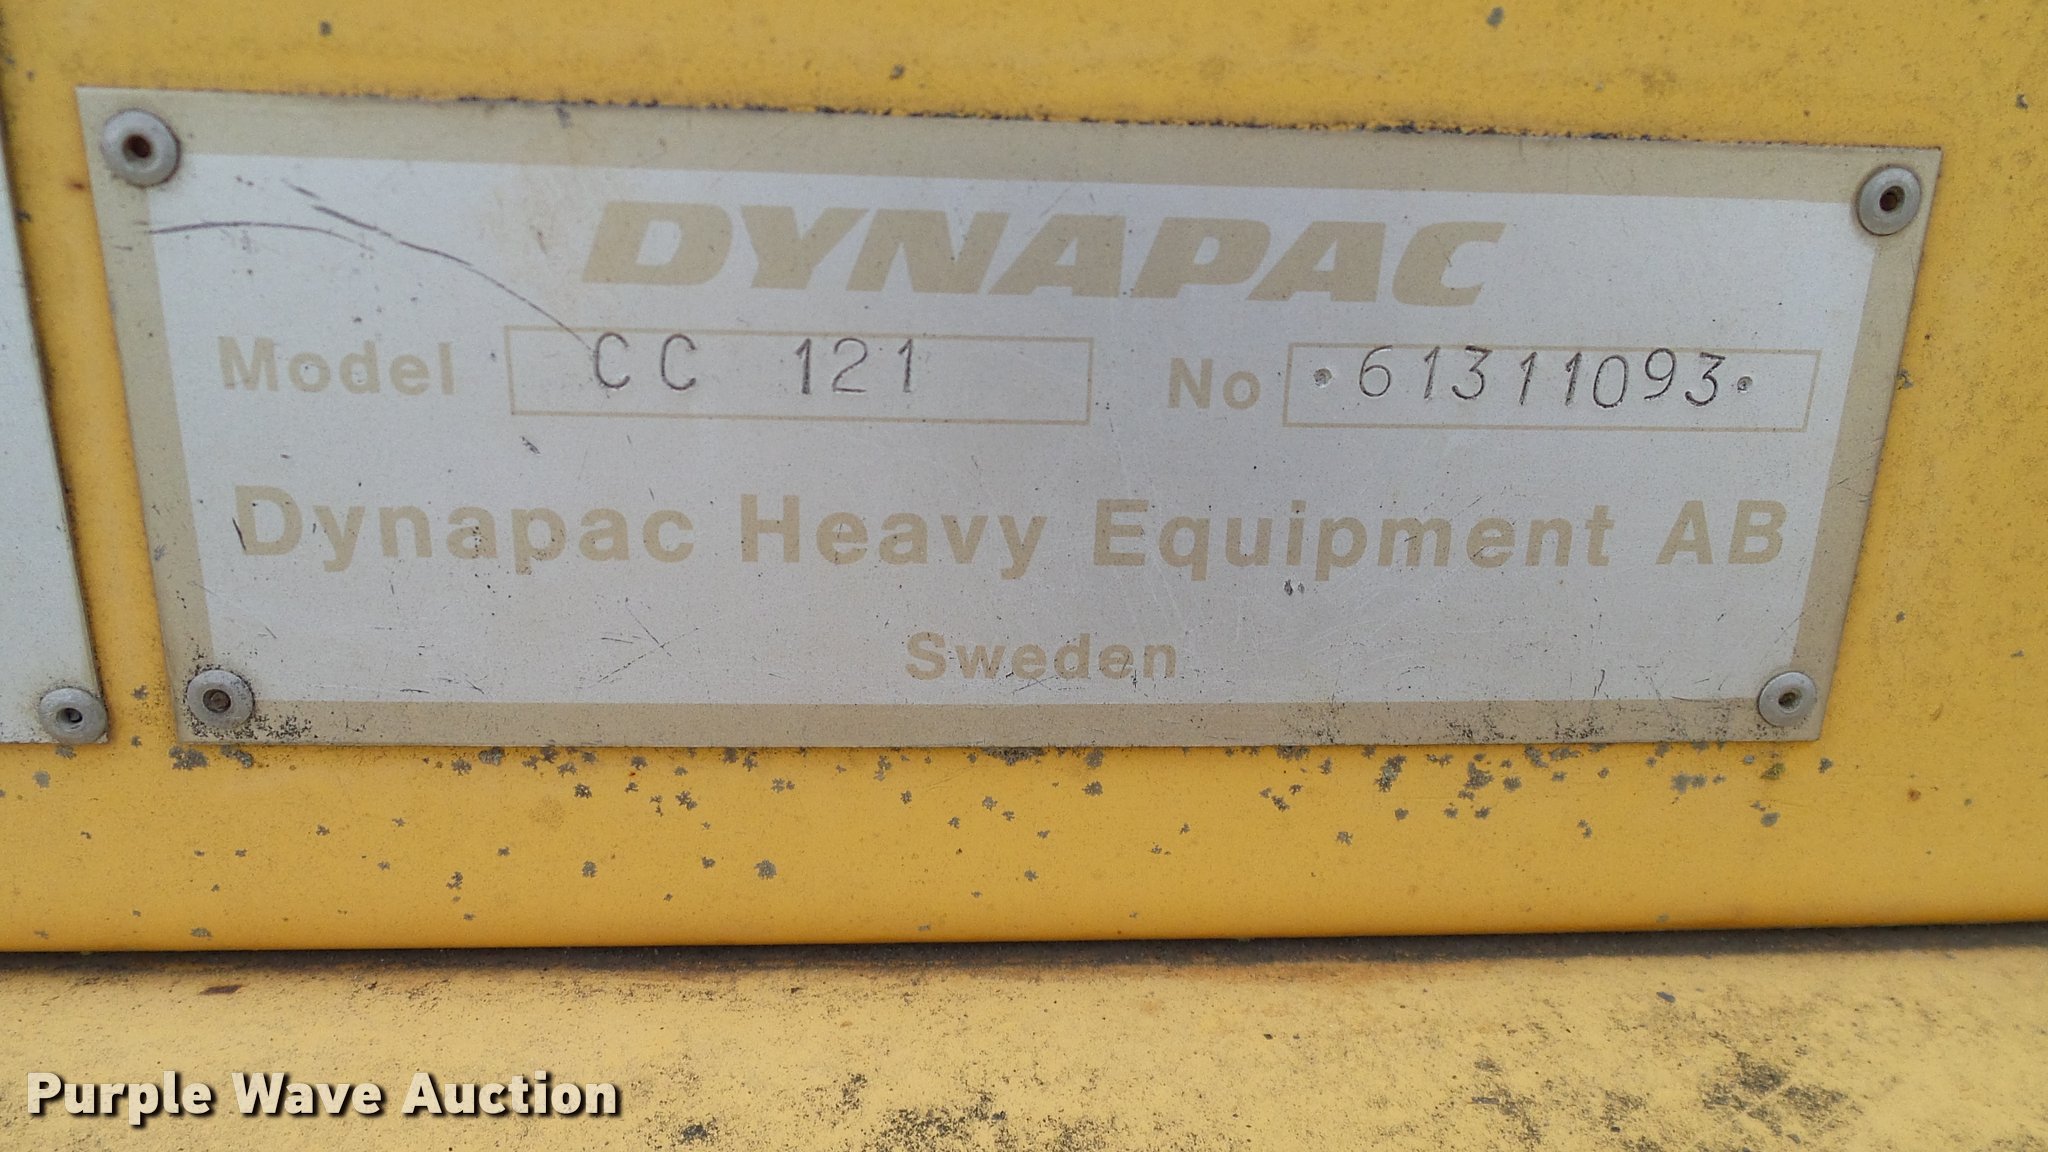 DYNAPAC
Model CC 121 No •61311093•
Dynapac Heavy Equipment AB
Sweden
Purple Wave Auction